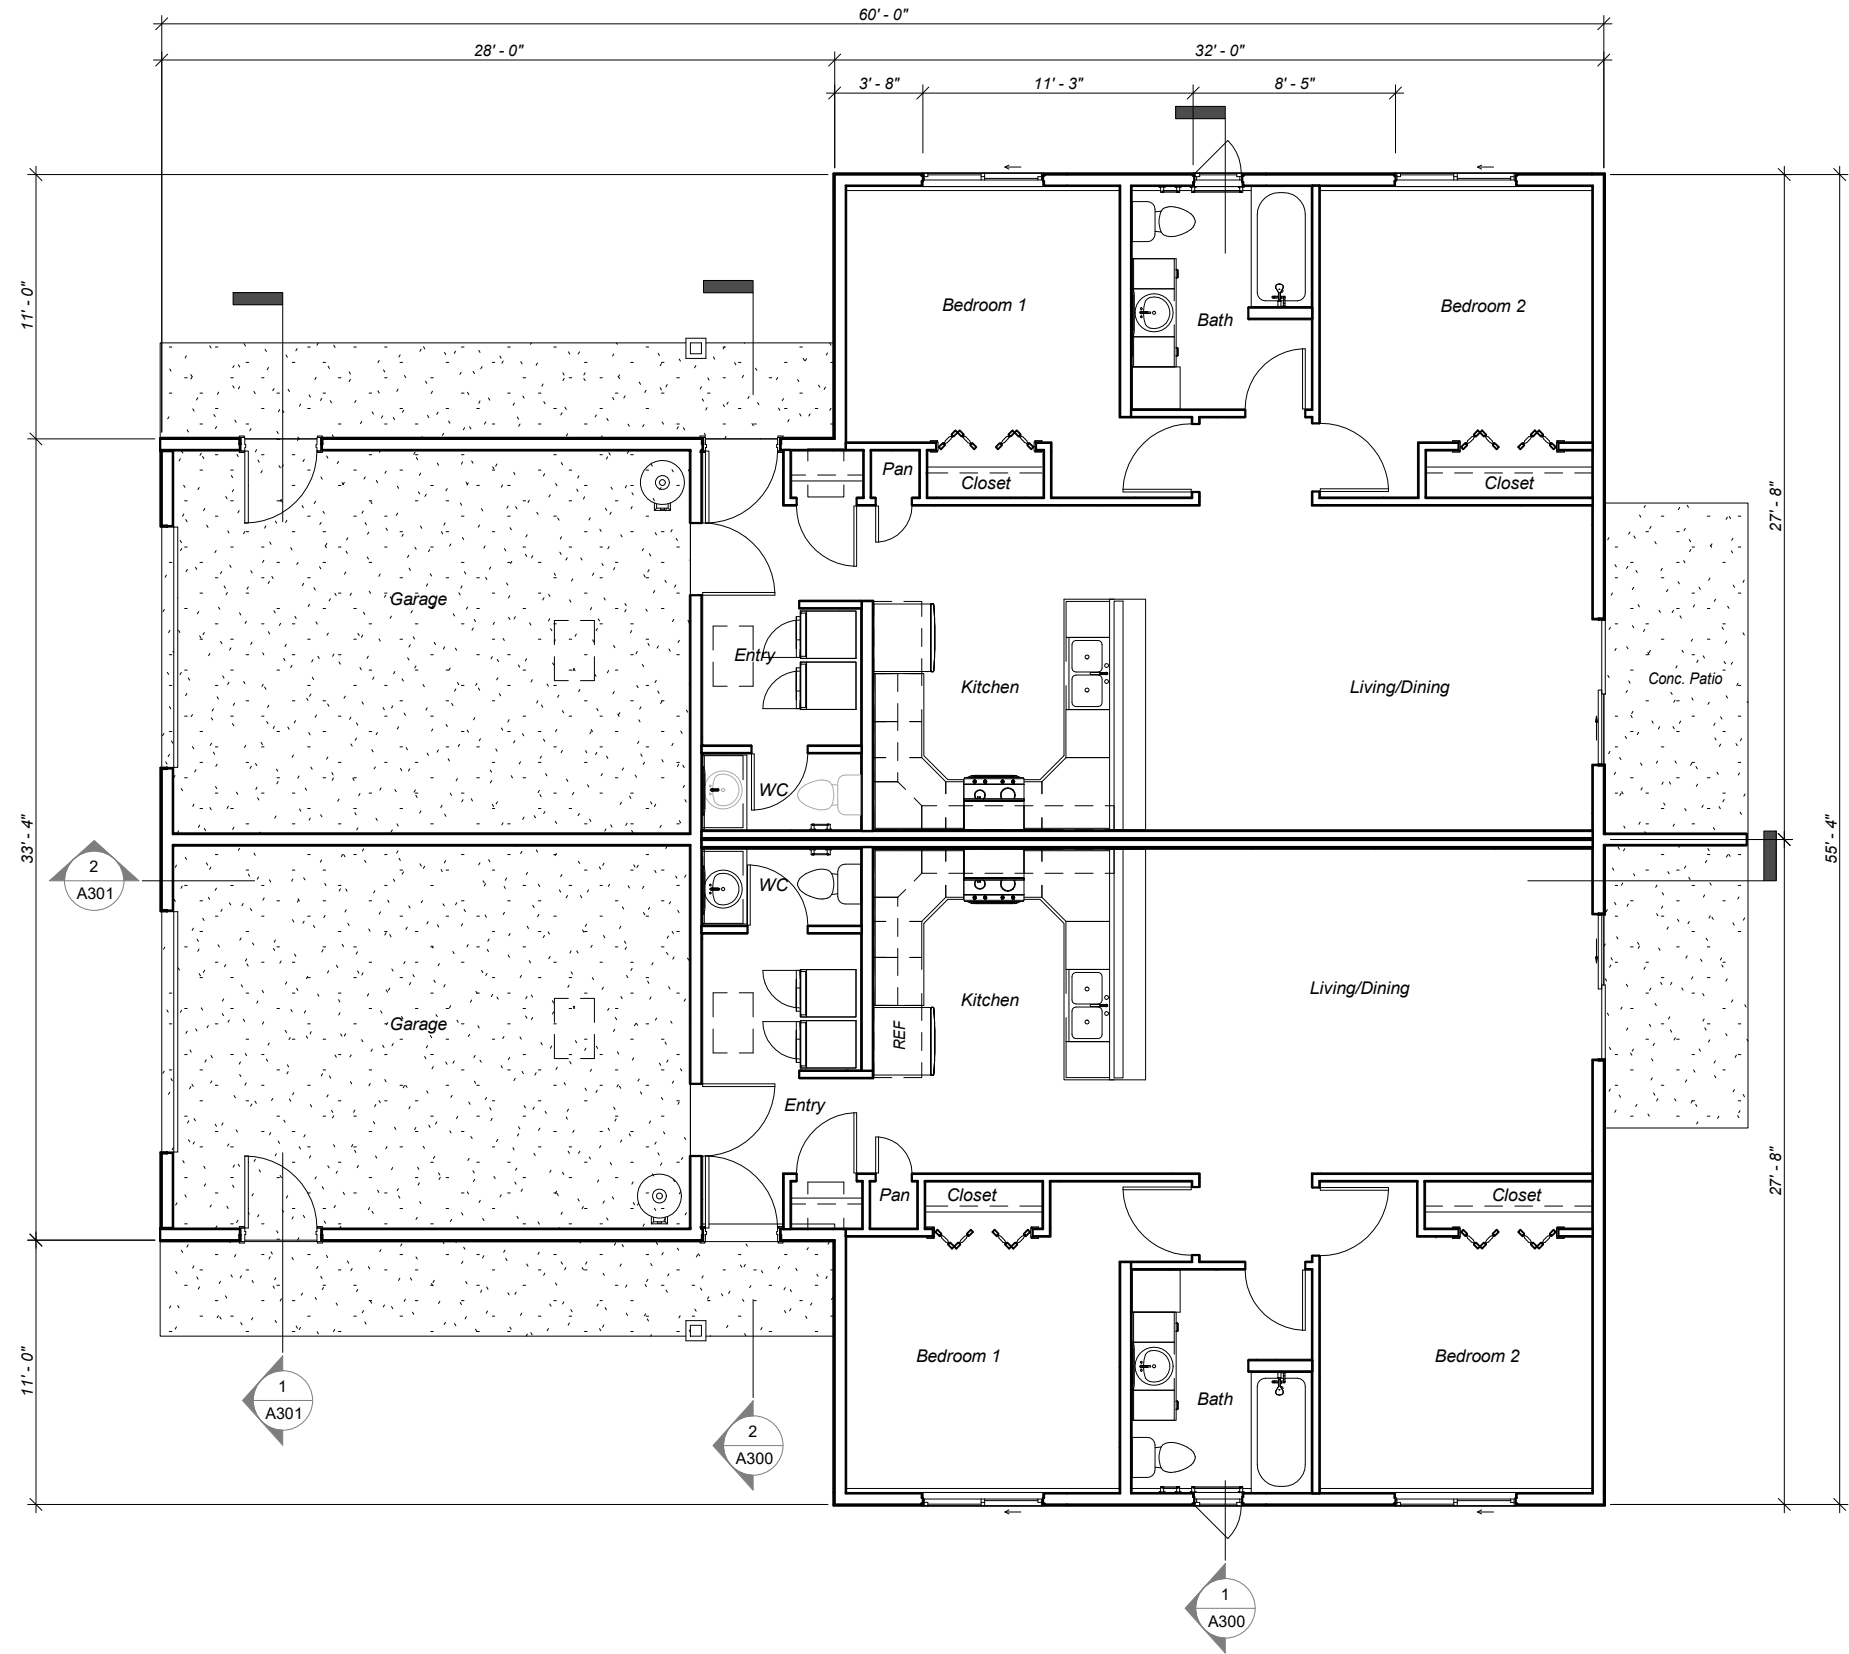 60' - 0"
28' - 0"
32' - 0"
3' - 8"
11' - 3"
8' - 5"
11' - 0"
Bedroom 1
Bath
Bedroom 2
Pan
Closet
Closet
27' - 8"
Garage
Entry
Kitchen
Living/Dining
Conc. Patio
WC
33' - 4"
55' - 4"
2
A301
WC
Kitchen
Living/Dining
Garage
REF
Entry
27' - 8"
Pan
Closet
Closet
11' - 0"
Bedroom 1
Bath
Bedroom 2
1
A301
2
A300
1
A300